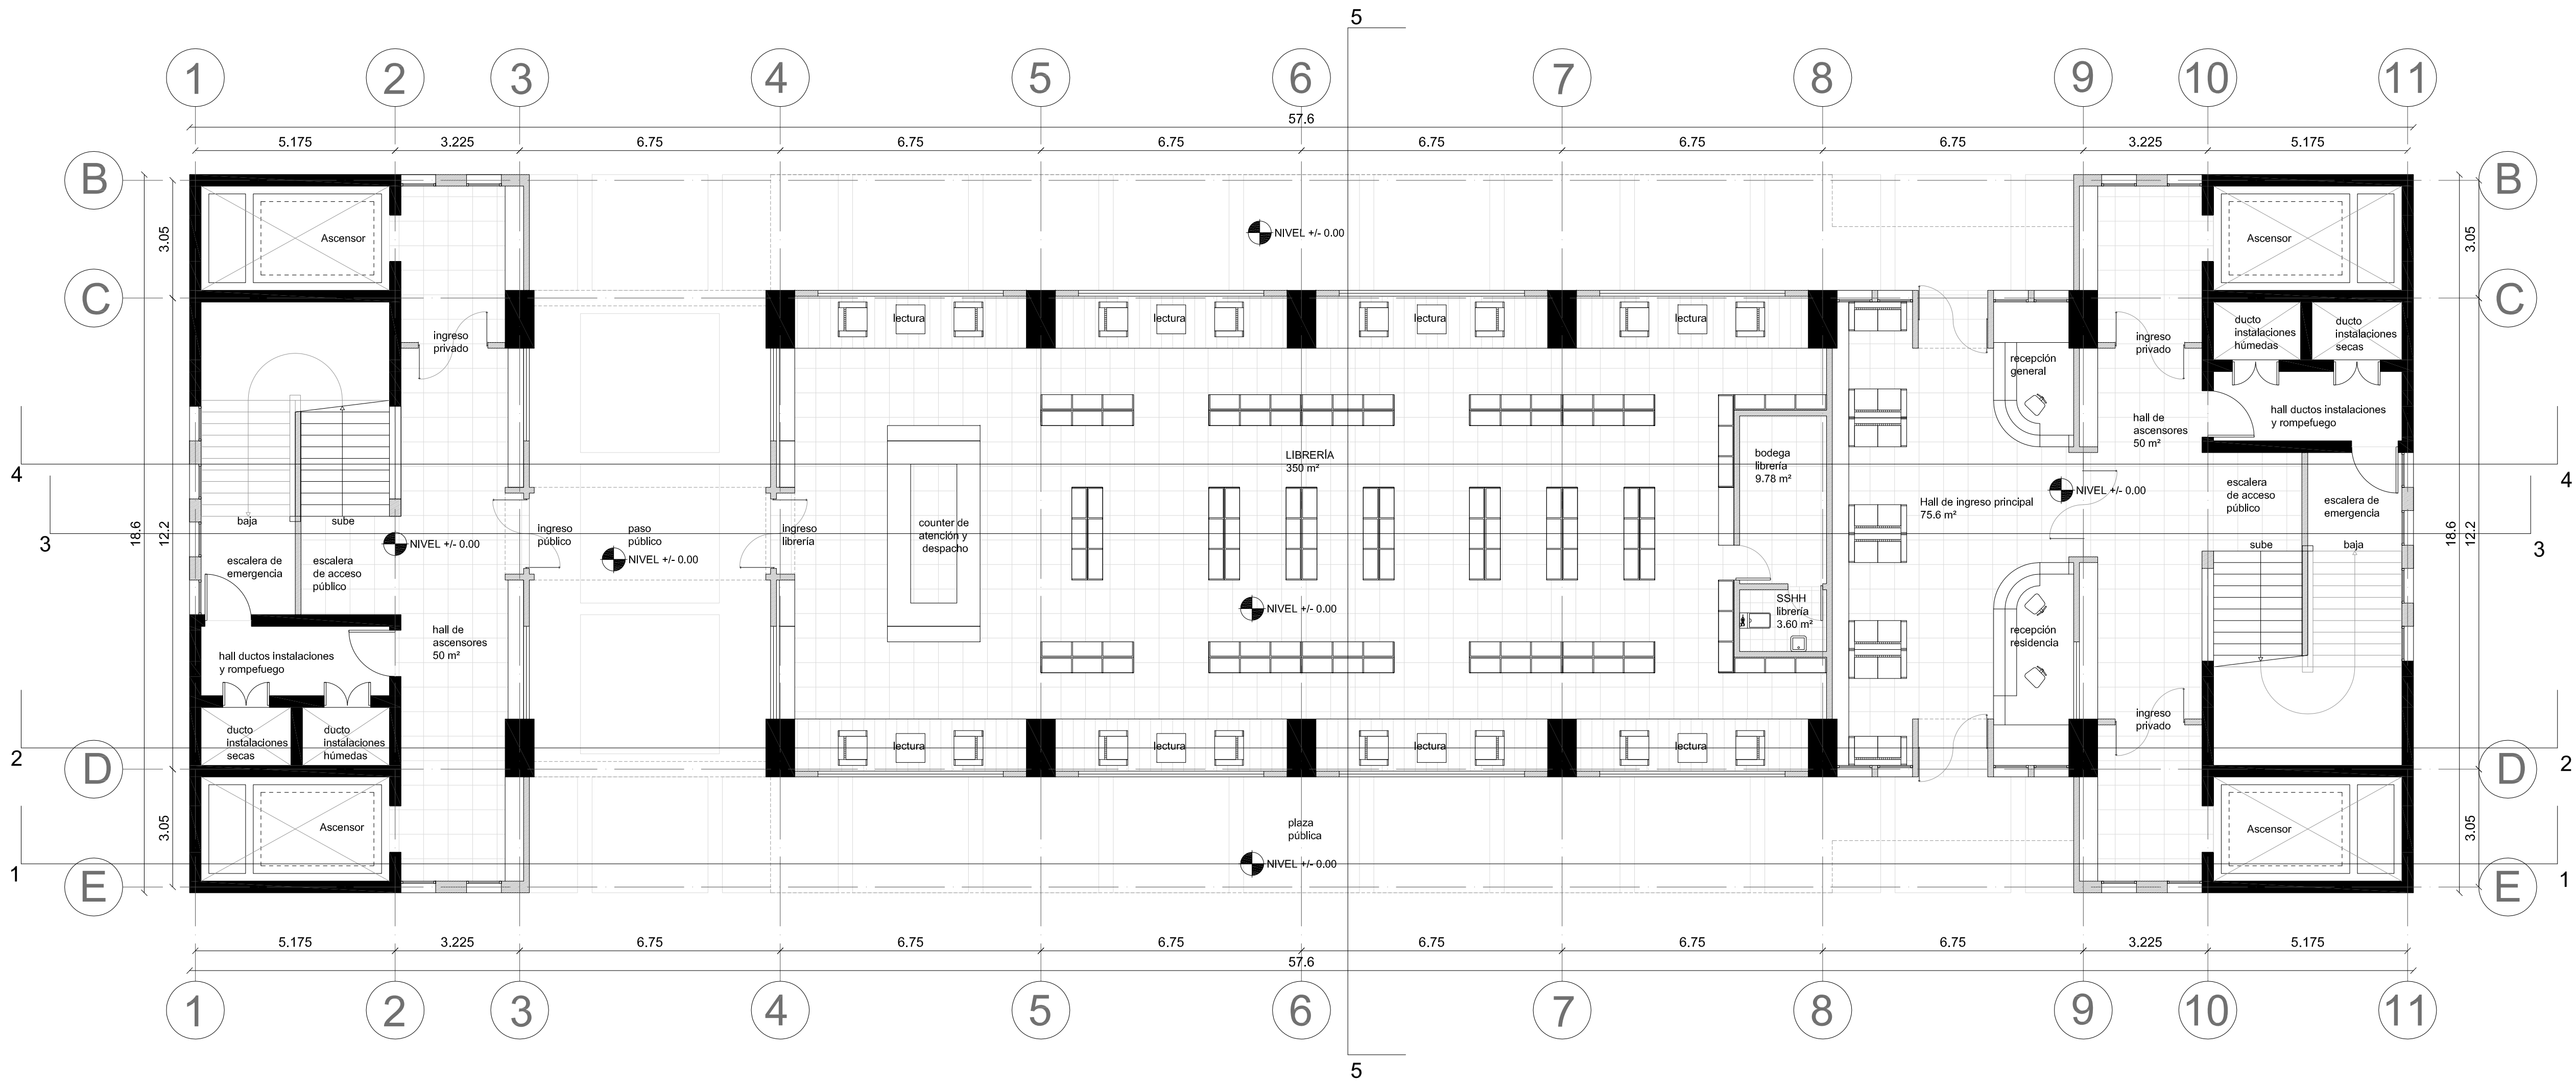 5
1 2 3 4 5 6 7 8 9 10 11
57.6
5.175 3.225 6.75 6.75 6.75 6.75 6.75 6.75 3.225 5.175
B B
Ascensor Ascensor
NIVEL +/- 0.00
3.05 3.05
C C
lectura lectura lectura lectura
ingreso
privado
recepción
general
ingreso
privado
ducto
instalaciones
húmedas
ducto
instalaciones
secas
hall de
ascensores
50 m²
hall ductos instalaciones
y rompefuego
LIBRERÍA
350 m²
bodega
librería
9.78 m²
4 4
Hall de ingreso principal
75.6 m²
NIVEL +/- 0.00
escalera
de acceso
público
escalera de
emergencia
baja sube
18.6 12.2
3 3
NIVEL +/- 0.00
ingreso
público
paso
público
NIVEL +/- 0.00
ingreso
librería
counter de
atención y
despacho
sube baja
18.6 12.2
escalera de
emergencia
escalera
de acceso
público
NIVEL +/- 0.00
SSHH
librería
3.60 m²
recepción
residencia
hall de
ascensores
50 m²
hall ductos instalaciones
y rompefuego
ducto
instalaciones
secas
ducto
instalaciones
húmedas
ingreso
privado
lectura lectura lectura lectura
2 2
D D
Ascensor Ascensor
3.05 3.05
plaza
pública
NIVEL +/- 0.00
1 1
E E
5.175 3.225 6.75 6.75 6.75 6.75 6.75 6.75 3.225 5.175
57.6
1 2 3 4 5 6 7 8 9 10 11
5